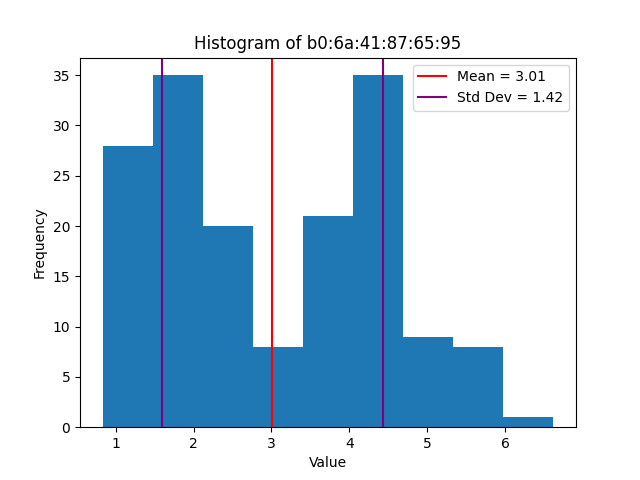 Histogram of b0:6a:41:87:65:95
Mean = 3.01
Std Dev = 1.42
Frequency
35
30
25
20
15
10
5
0
1 2 3 4 5 6
Value